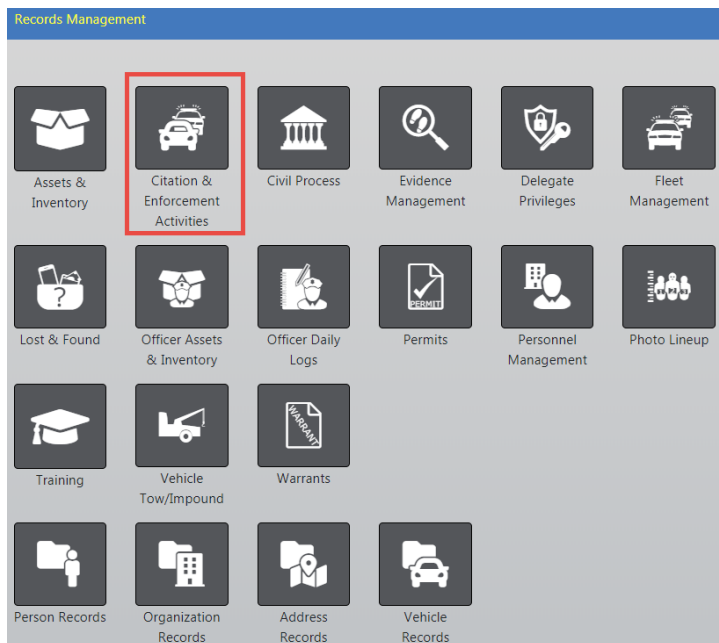 Records Management
Assets &
Inventory
Citation &
Enforcement
Activities
Civil Process
Evidence
Management
Delegate
Privileges
Fleet
Management
?
Lost & Found
Officer Assets
& Inventory
Officer Daily
Logs
PERMIT
Permits
Personnel
Management
Photo Lineup
Training
Vehicle
Tow/Impound
WARRANT
Warrants
Person Records
Organization
Records
Address
Records
Vehicle
Records